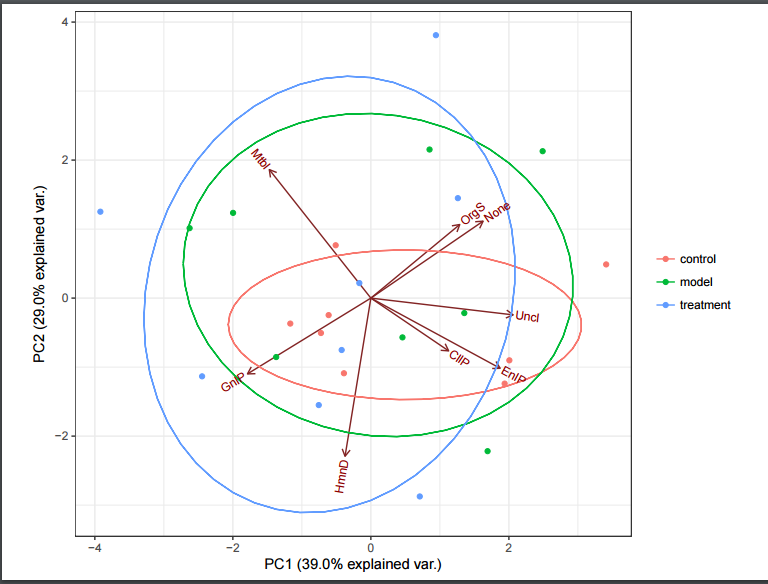 4
2
0
−2
−4
−2
0
2
PC2 (29.0% explained var.)
PC1 (39.0% explained var.)
Mtbl
OrgS
None
Uncl
CllP
EnIP
GnIP
HmnD
control
model
treatment